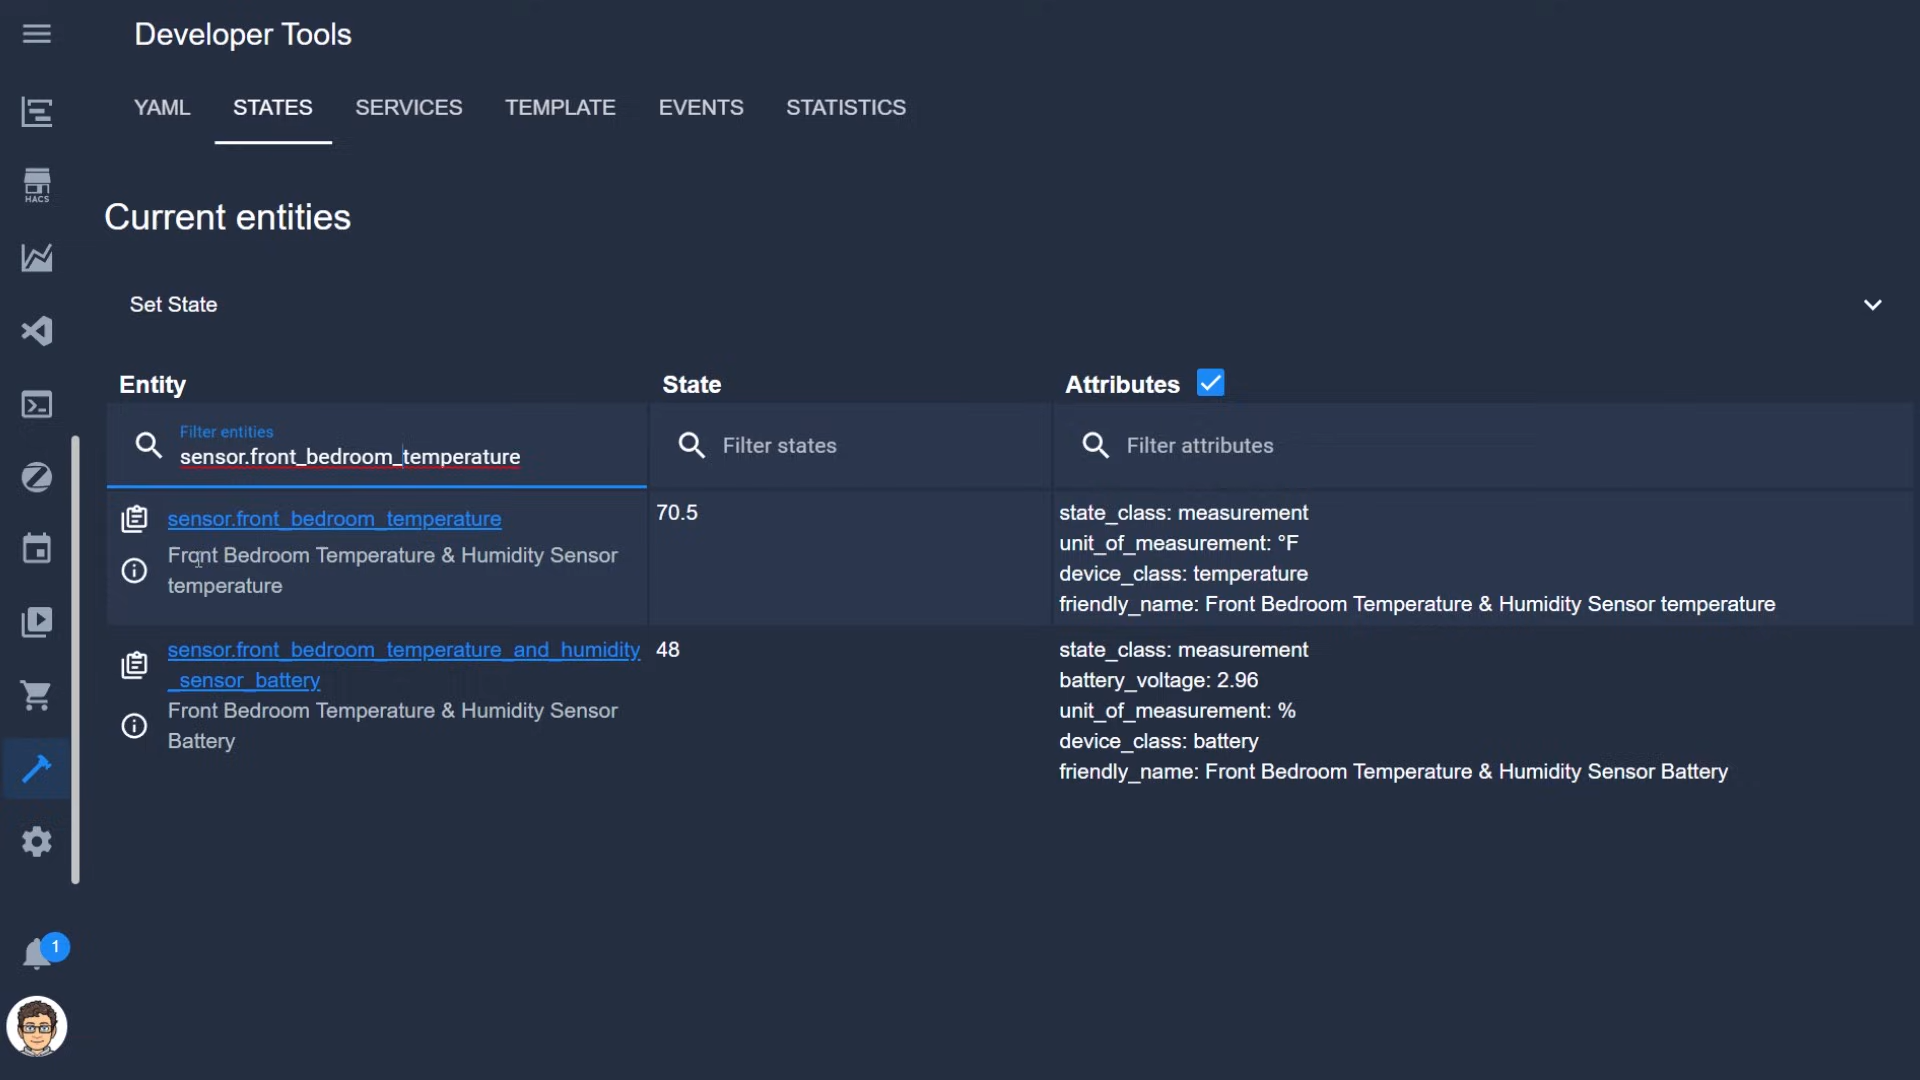 Developer Tools
YAML STATES SERVICES TEMPLATE EVENTS STATISTICS
HACS
Current entities
Set State
Entity State Attributes
Filter entities
sensor.front_bedroom_temperature
Filter states
Filter attributes
sensor.front_bedroom_temperature
Front Bedroom Temperature & Humidity Sensor
temperature
70.5
state_class: measurement
unit_of_measurement: °F
device_class: temperature
friendly_name: Front Bedroom Temperature & Humidity Sensor temperature
sensor.front_bedroom_temperature_and_humidity
_sensor_battery
Front Bedroom Temperature & Humidity Sensor
Battery
48
state_class: measurement
battery_voltage: 2.96
unit_of_measurement: %
device_class: battery
friendly_name: Front Bedroom Temperature & Humidity Sensor Battery
1